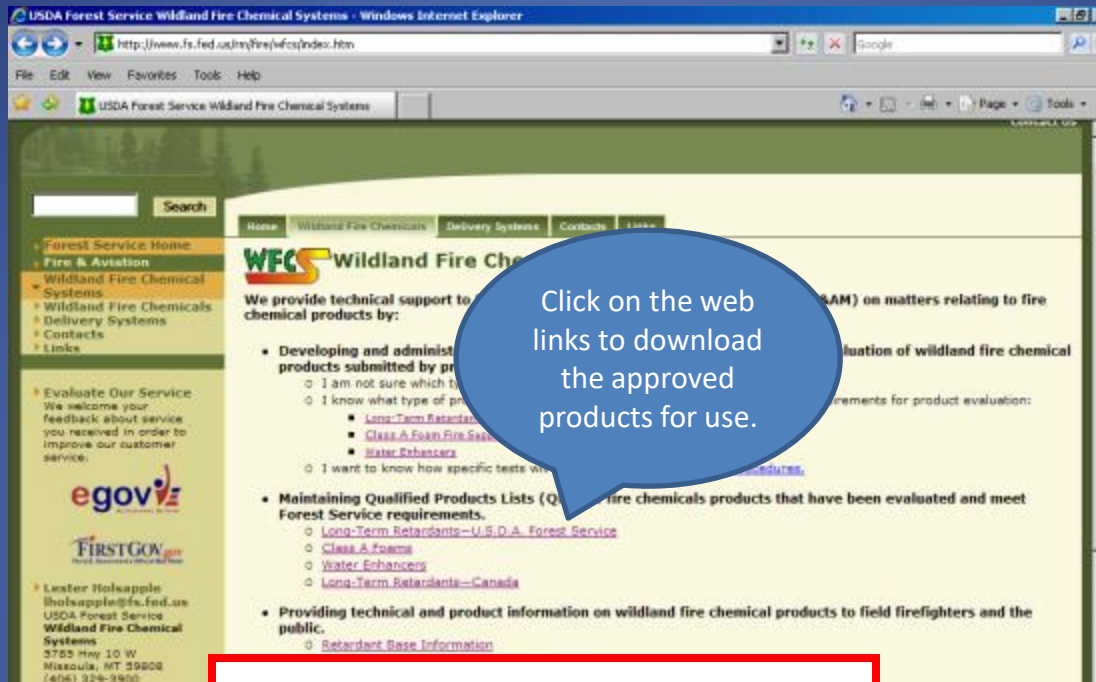 USDA Forest Service Wildland Fire Chemical Systems - Windows Internet Explorer
http://www.fs.fed.us/rm/fire/wfcs/index.htm
Google
File Edit View Favorites Tools Help
USDA Forest Service Wildland Fire Chemical Systems
Page Tools
Contact Us
Search
Home Wildland Fire Chemicals Delivery Systems Contacts Links
Forest Service Home
Fire & Aviation
Wildland Fire Chemical
Systems
Wildland Fire Chemicals
Delivery Systems
Contacts
Links
Evaluate Our Service
We welcome your
feedback about service
you received in order to
improve our customer
service.
egov
FIRSTGOV.gov
Lester Holsapple
lholsapple@fs.fed.us
USDA Forest Service
Wildland Fire Chemical
Systems
5785 Hwy 10 W
Missoula, MT 59808
(406) 329-3900
WFCS Wildland Fire Che
We provide technical support to &AM) on matters relating to fire
chemical products by:
Developing and administ luation of wildland fire chemical
products submitted by pr
I am not sure which ty
I know what type of pr rements for product evaluation:
Long-Term Retardan
Class A Foam Fire Supp
Water Enhancers
I want to know how specific tests wh edures.
Maintaining Qualified Products Lists (Q fire chemicals products that have been evaluated and meet
Forest Service requirements.
Long-Term Retardants—U.S.D.A. Forest Service
Class A Foams
Water Enhancers
Long-Term Retardants—Canada
Providing technical and product information on wildland fire chemical products to field firefighters and the
public.
Retardant Base Information
Click on the web
links to download
the approved
products for use.